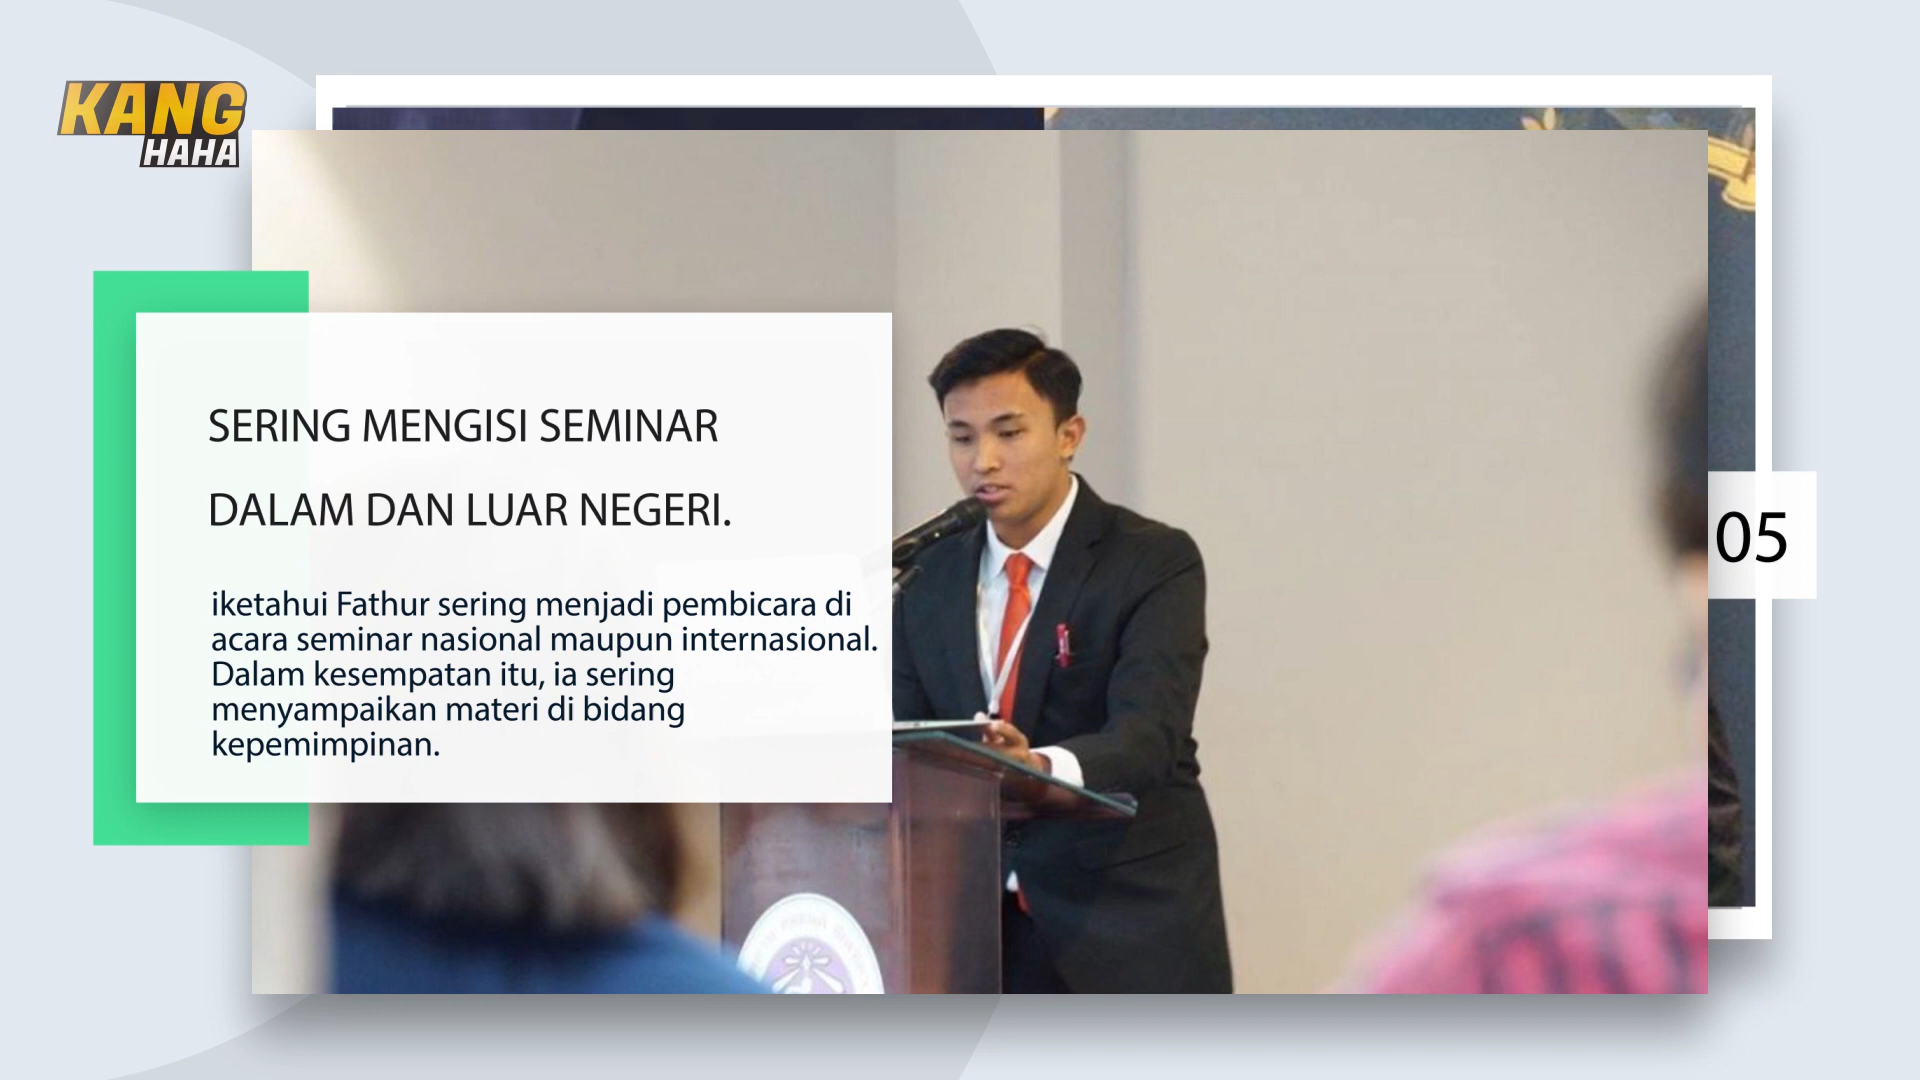 KANG
HAHA
SERING MENGISI SEMINAR
DALAM DAN LUAR NEGERI.
iketahui Fathur sering menjadi pembicara di
acara seminar nasional maupun internasional.
Dalam kesempatan itu, ia sering
menyampaikan materi di bidang
kepemimpinan.
05